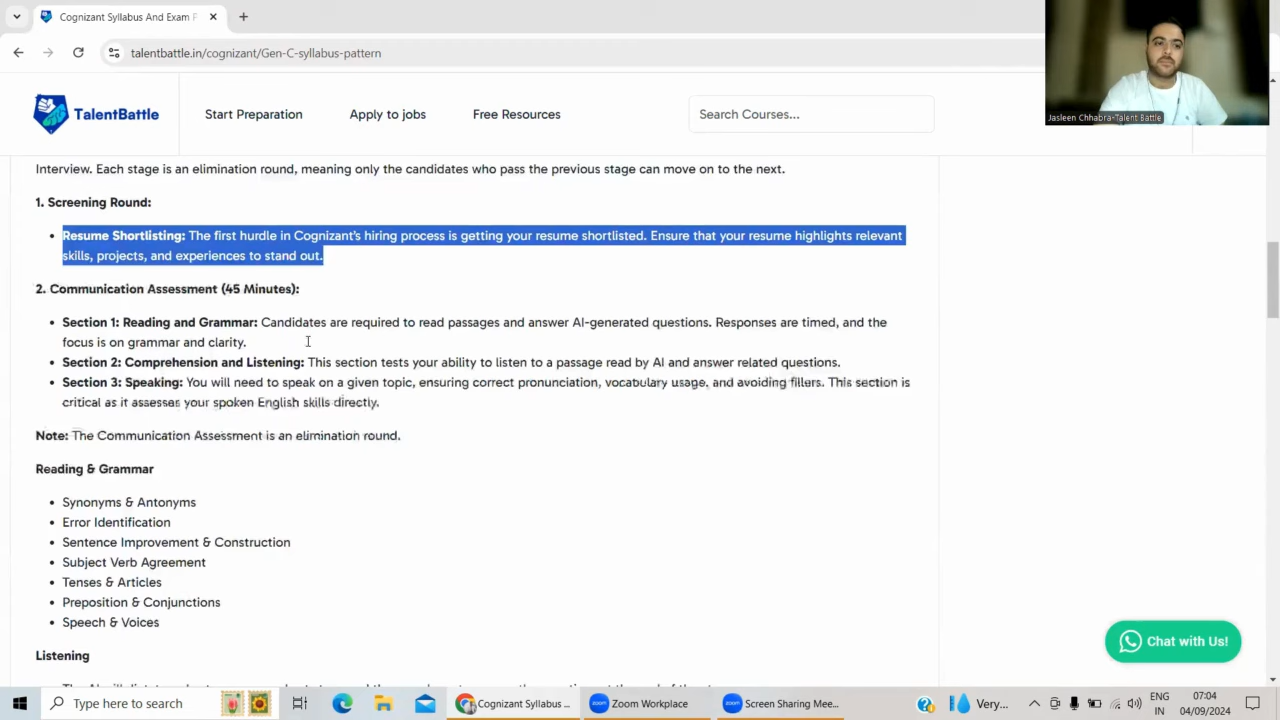 Cognizant Syllabus And Exam P
talentbattle.in/cognizant/Gen-C-syllabus-pattern
Jasleen Chhabra-Talent Battle
TalentBattle
Start Preparation
Apply to jobs
Free Resources
Search Courses...
Interview. Each stage is an elimination round, meaning only the candidates who pass the previous stage can move on to the next.
1. Screening Round:
• Resume Shortlisting: The first hurdle in Cognizant's hiring process is getting your resume shortlisted. Ensure that your resume highlights relevant
skills, projects, and experiences to stand out.
2. Communication Assessment (45 Minutes):
• Section 1: Reading and Grammar: Candidates are required to read passages and answer AI-generated questions. Responses are timed, and the
focus is on grammar and clarity.
• Section 2: Comprehension and Listening: This section tests your ability to listen to a passage read by AI and answer related questions.
• Section 3: Speaking: You will need to speak on a given topic, ensuring correct pronunciation, vocabulary usage, and avoiding fillers. This section is
critical as it assesses your spoken English skills directly.
Note: The Communication Assessment is an elimination round.
Reading & Grammar
• Synonyms & Antonyms
• Error Identification
• Sentence Improvement & Construction
• Subject Verb Agreement
• Tenses & Articles
• Preposition & Conjunctions
• Speech & Voices
Listening
Chat with Us!
Type here to search
Cognizant Syllabus ...
Zoom Workplace
Screen Sharing Mee...
Very...
ENG
IN
07:04
04/09/2024